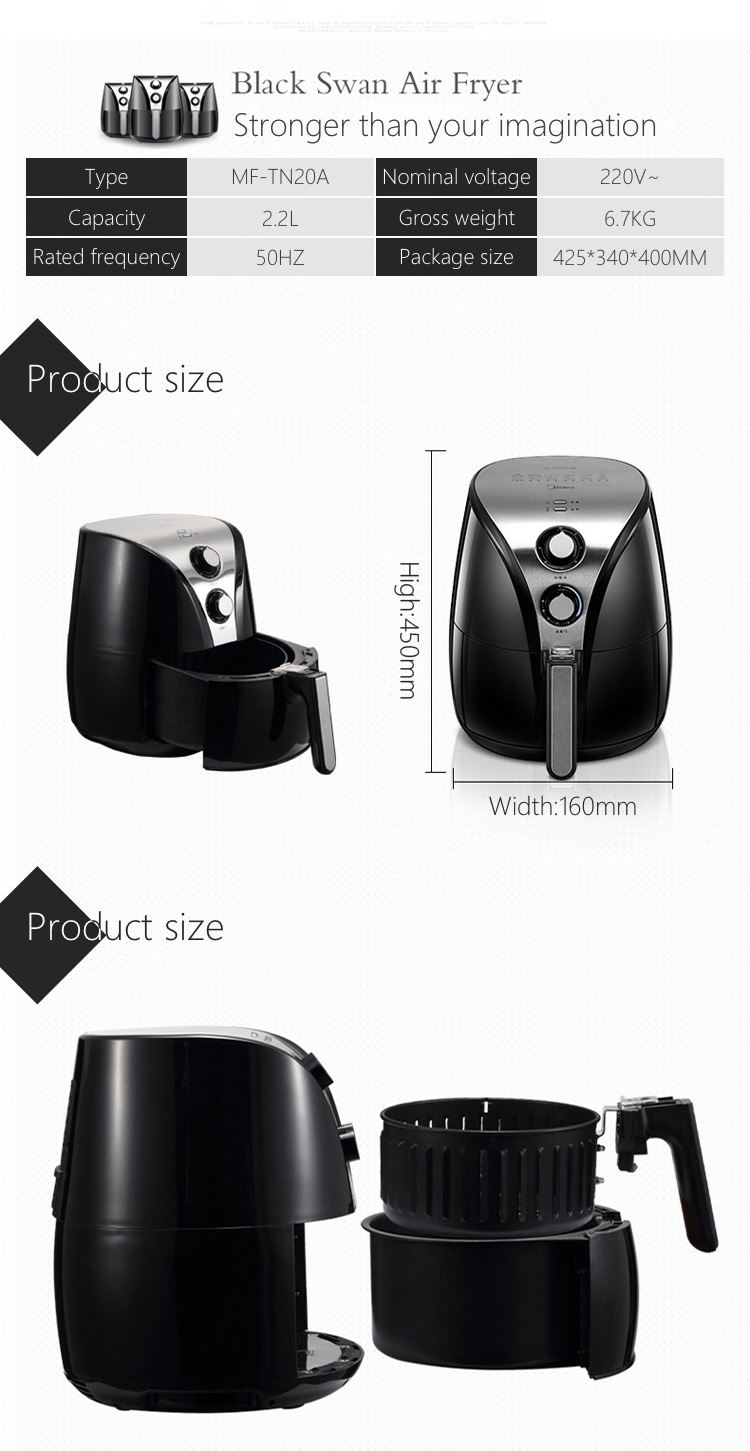 Black Swan Air Fryer
Stronger than your imagination
Type MF-TN20A Nominal voltage 220V~
Capacity 2.2L Gross weight 6.7KG
Rated frequency 50HZ Package size 425*340*400MM
Product size
Midea
High:450mm
Width:160mm
Product size